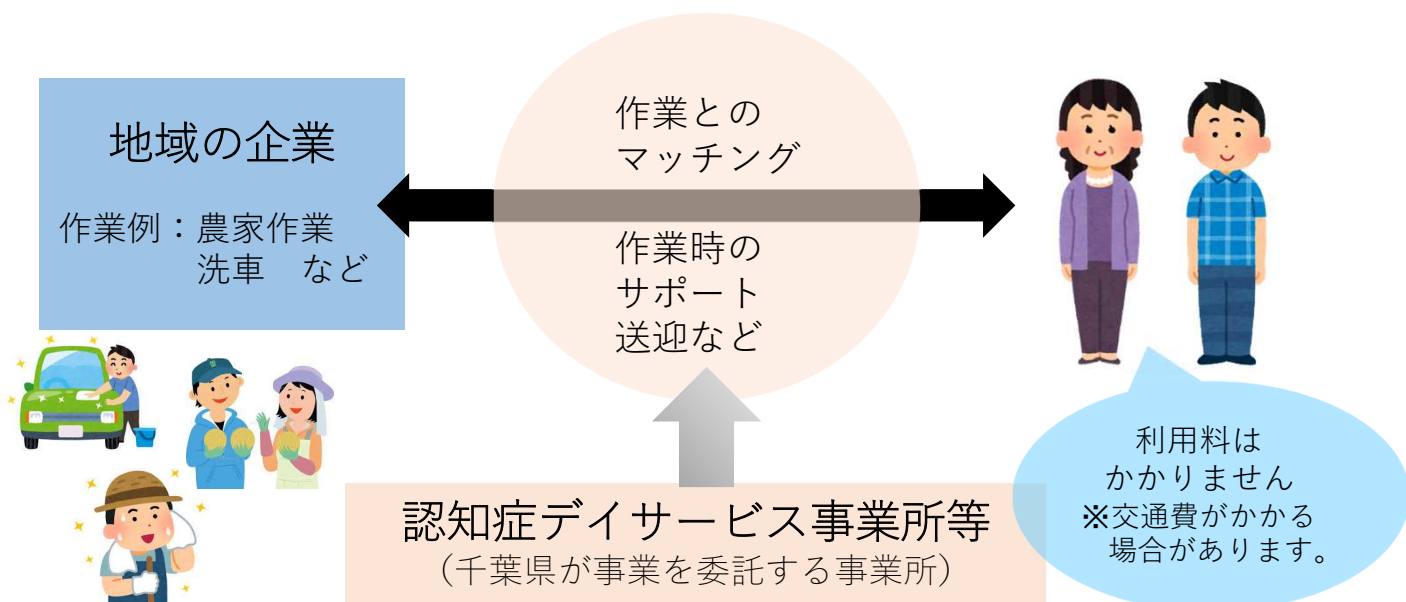 地域の企業
作業例：農家作業
洗車　など
作業との
マッチング
作業時の
サポート
送迎など
利用料は
かかりません
※交通費がかかる
場合があります。
認知症デイサービス事業所等
（千葉県が事業を委託する事業所）